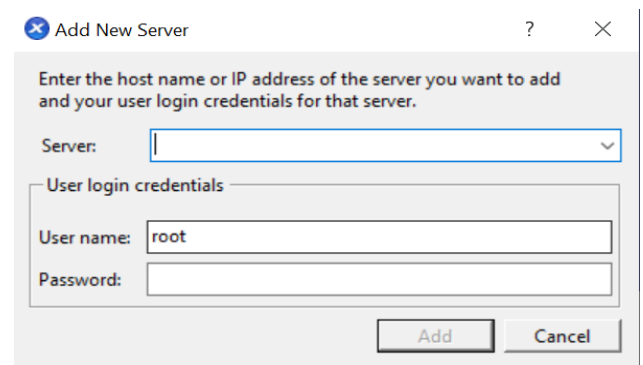 Add New Server
?
Enter the host name or IP address of the server you want to add
and your user login credentials for that server.
Server:
User login credentials
User name: root
Password:
Add Cancel